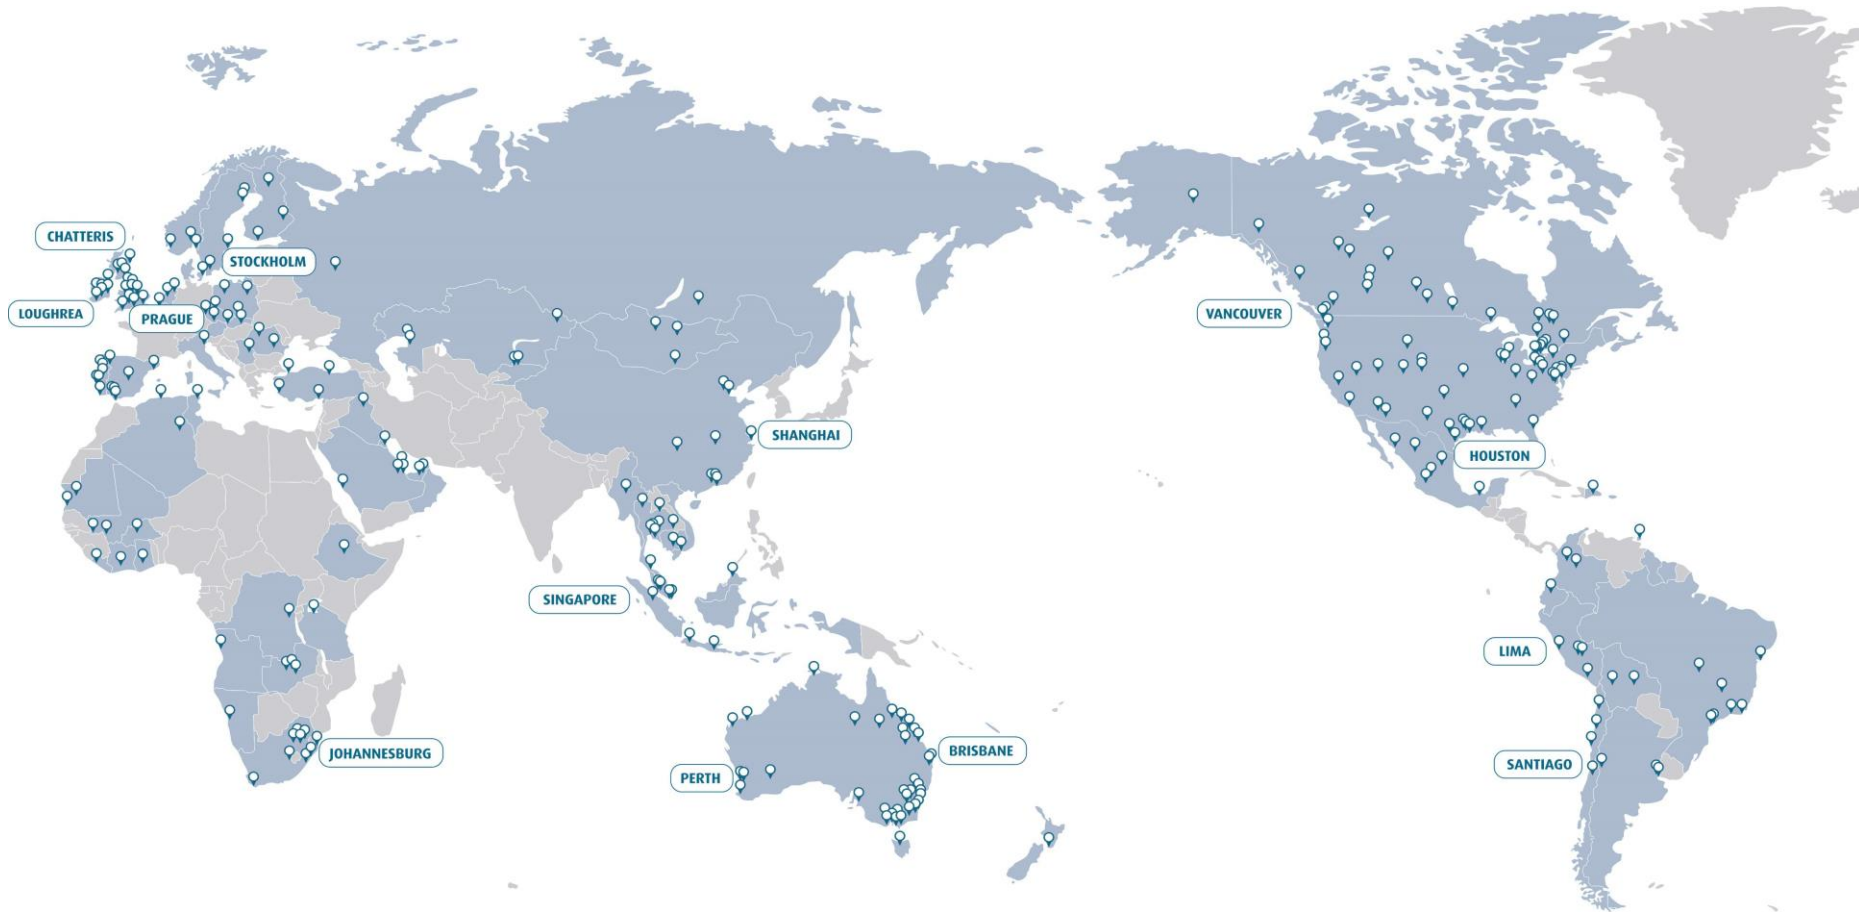 CHATTERIS
STOCKHOLM
LOUGHREA
PRAGUE
VANCOUVER
SHANGHAI
HOUSTON
SINGAPORE
LIMA
JOHANNESBURG
BRISBANE
PERTH
SANTIAGO